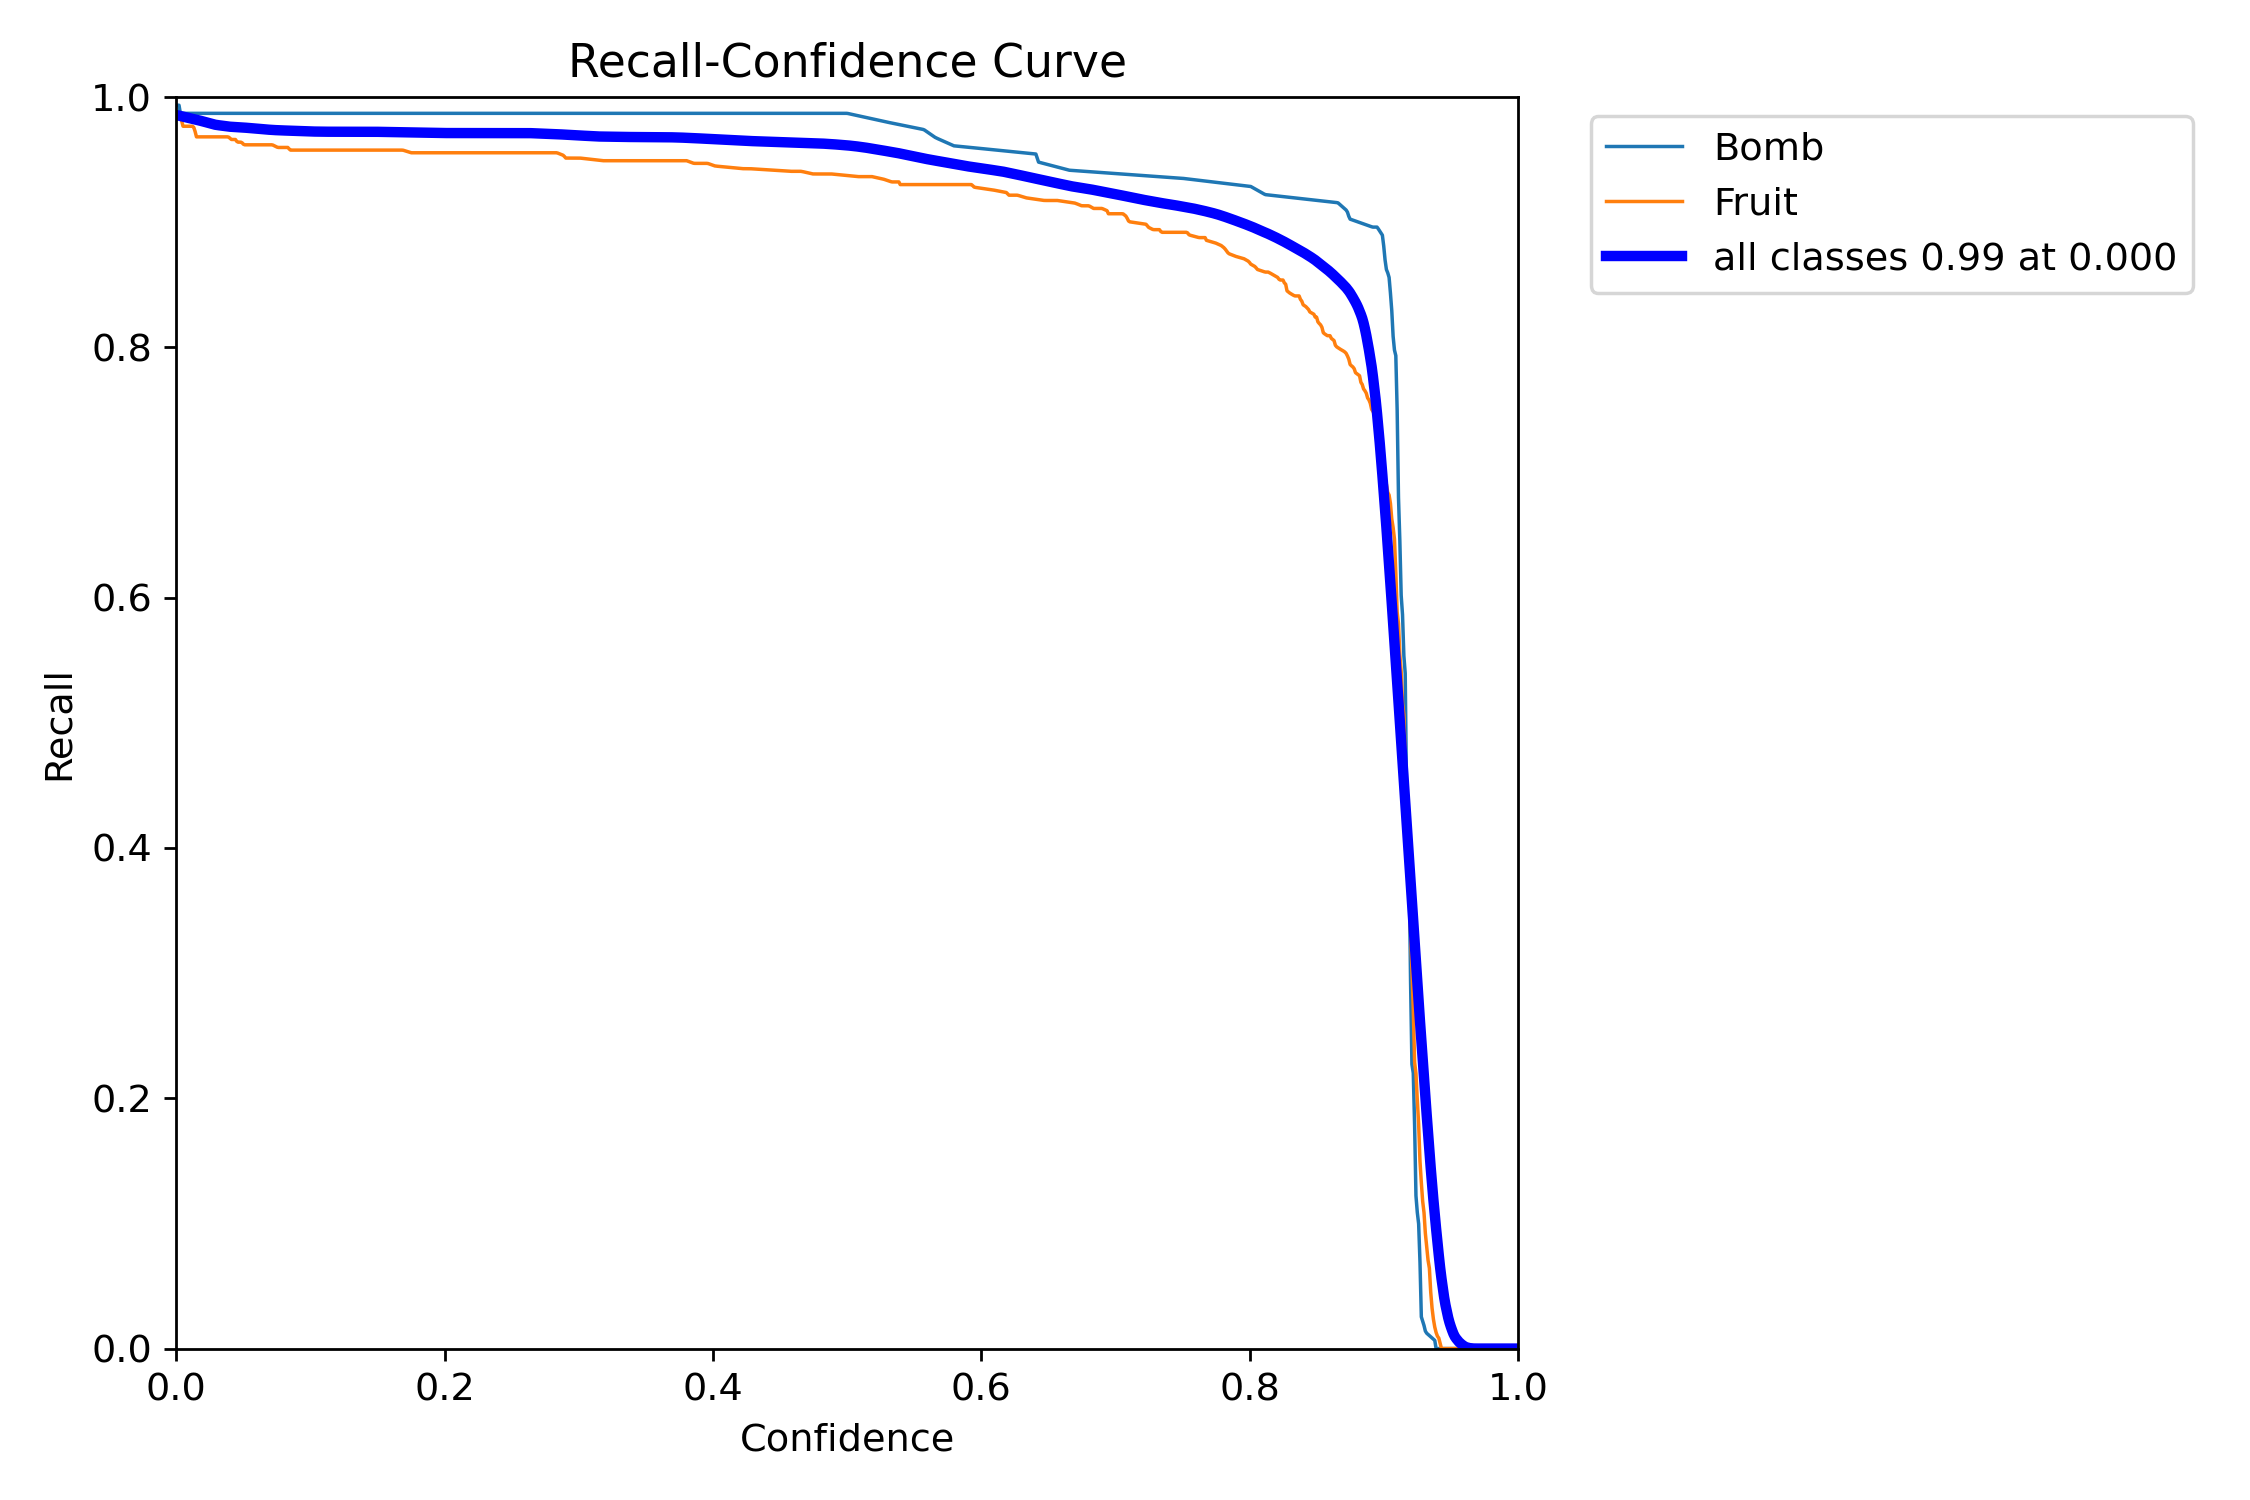 Recall-Confidence Curve
1.0
0.8
0.6
0.4
0.2
0.0
Recall
0.0 0.2 0.4 0.6 0.8 1.0
Confidence
Bomb
Fruit
all classes 0.99 at 0.000